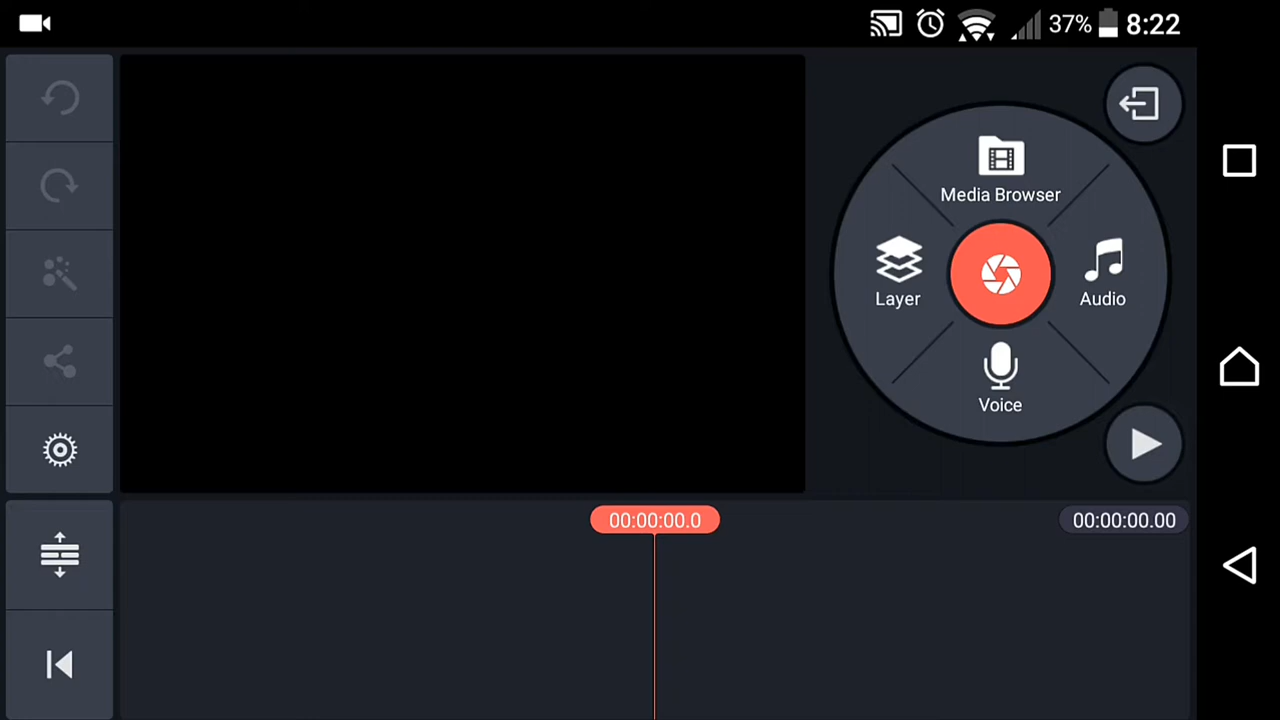 37% 8:22
Media Browser
Layer
Audio
Voice
00:00:00.0
00:00:00.00